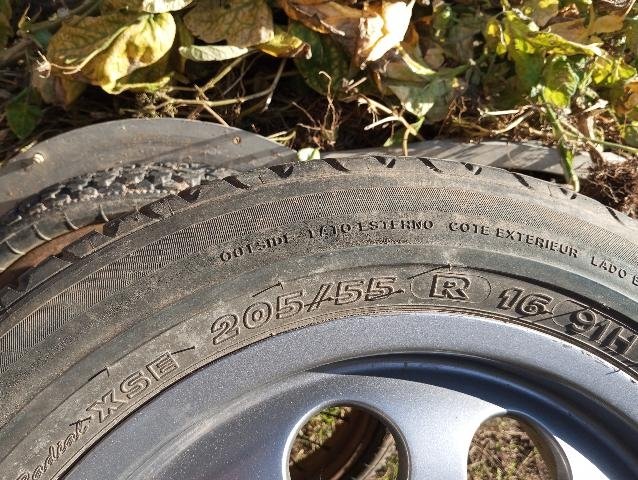 OUTSIDE LATO ESTERNO COTE EXTERIEUR LADO
Radial XSE 205/55 R 16 91H